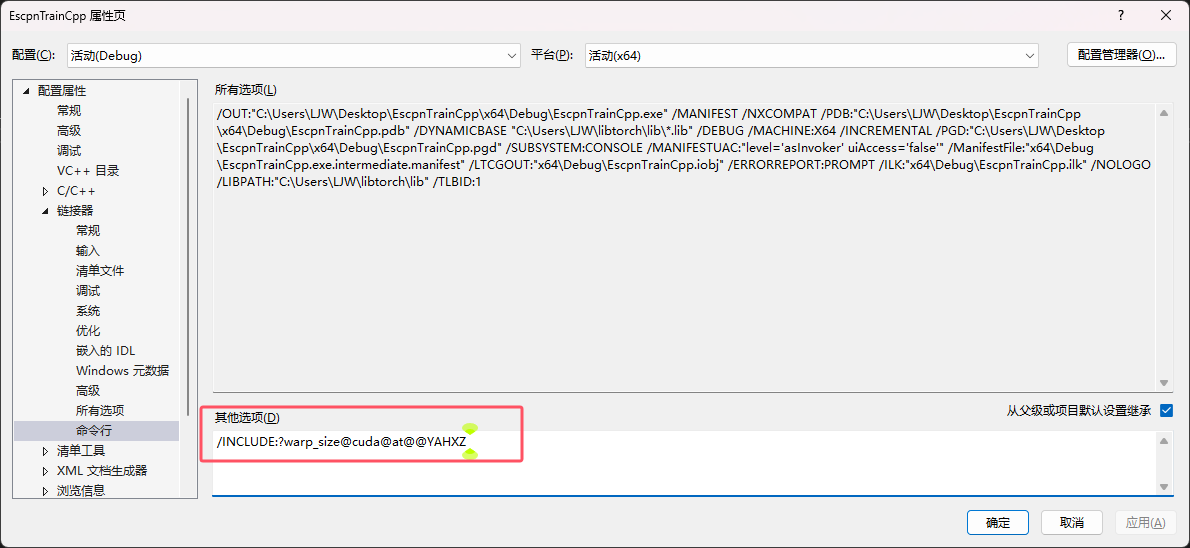 EscpnTrainCpp 属性页
?
配置(C):
活动(Debug)
平台(P):
活动(x64)
配置管理器(O)...
配置属性
常规
高级
调试
VC++ 目录
C/C++
链接器
常规
输入
清单文件
调试
系统
优化
嵌入的 IDL
Windows 元数据
高级
所有选项
命令行
清单工具
XML 文档生成器
浏览信息
所有选项(L)
/OUT:"C:\Users\LJW\Desktop\EscpnTrainCpp\x64\Debug\EscpnTrainCpp.exe" /MANIFEST /NXCOMPAT /PDB:"C:\Users\LJW\Desktop\EscpnTrainCpp
\x64\Debug\EscpnTrainCpp.pdb" /DYNAMICBASE "C:\Users\LJW\libtorch\lib\*.lib" /DEBUG /MACHINE:X64 /INCREMENTAL /PGD:"C:\Users\LJW\Desktop
\EscpnTrainCpp\x64\Debug\EscpnTrainCpp.pgd" /SUBSYSTEM:CONSOLE /MANIFESTUAC:"level='asInvoker' uiAccess='false'" /ManifestFile:"x64\Debug
\EscpnTrainCpp.exe.intermediate.manifest" /LTCGOUT:"x64\Debug\EscpnTrainCpp.iobj" /ERRORREPORT:PROMPT /ILK:"x64\Debug\EscpnTrainCpp.ilk" /NOLOGO
/LIBPATH:"C:\Users\LJW\libtorch\lib" /TLBID:1
其他选项(D)
从父级或项目默认设置继承
/INCLUDE:?warp_size@cuda@at@@YAHXZ
确定
取消
应用(A)